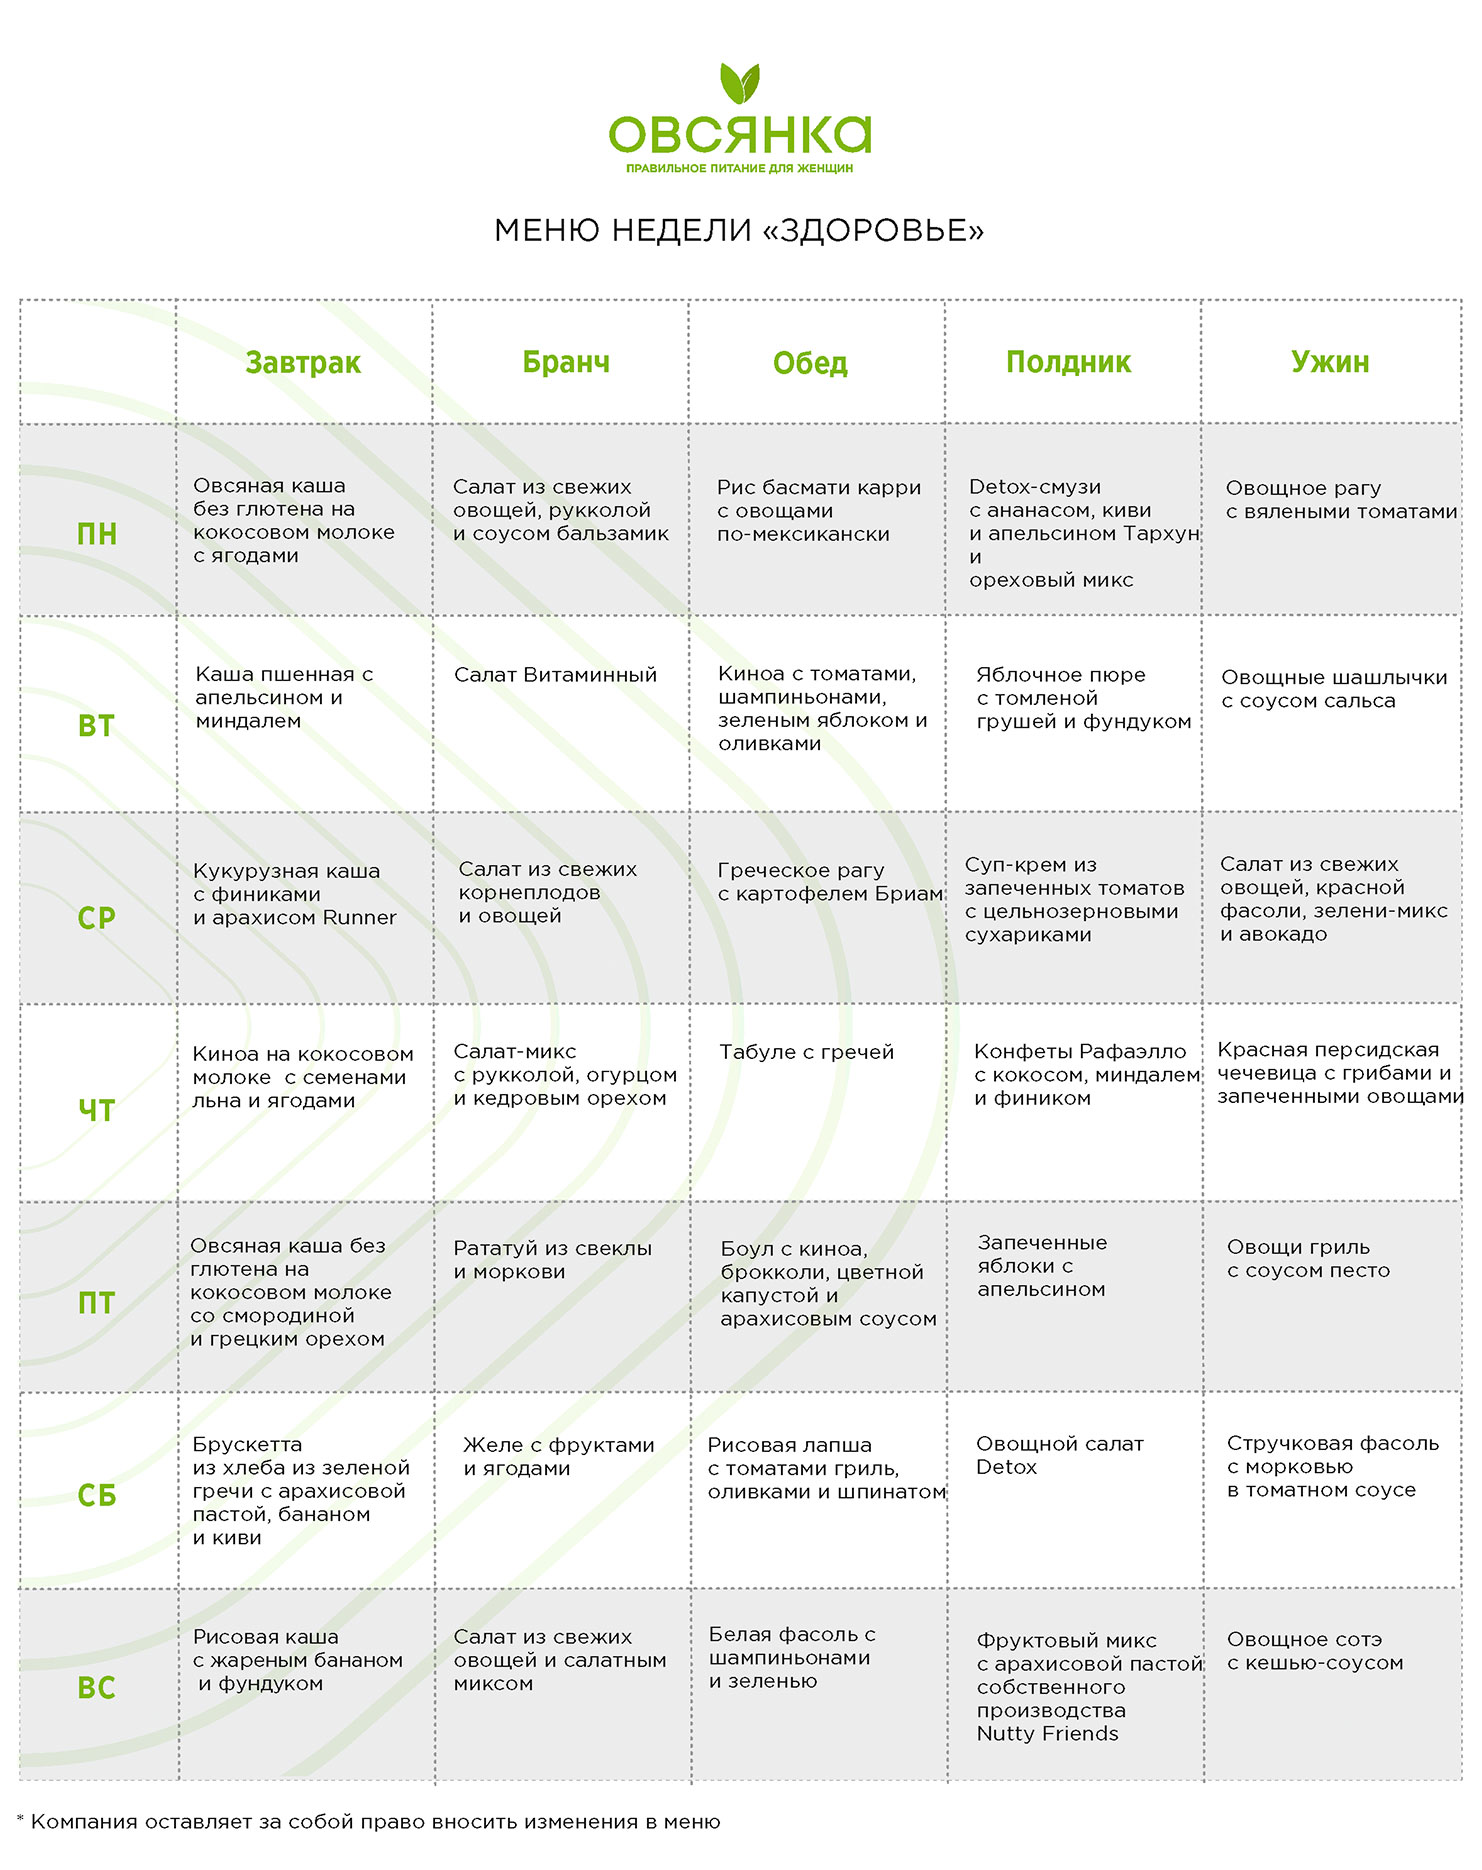 ОВСЯНКА
ПРАВИЛЬНОЕ ПИТАНИЕ ДЛЯ ЖЕНЩИН
МЕНЮ НЕДЕЛИ «ЗДОРОВЬЕ»
Завтрак
Бранч
Обед
Полдник
Ужин
ПН
Овсяная каша
без глютена на
кокосовом молоке
с ягодами
Салат из свежих
овощей, рукколой
и соусом бальзамик
Рис басмати карри
с овощами
по-мексикански
Detox-смузи
с ананасом, киви
и апельсином Тархун
и
ореховый микс
Овощное рагу
с вялеными томатами
ВТ
Каша пшенная с
апельсином и
миндалем
Салат Витаминный
Киноа с томатами,
шампиньонами,
зеленым яблоком и
оливками
Яблочное пюре
с томленой
грушей и фундуком
Овощные шашлычки
с соусом сальса
СР
Кукурузная каша
с финиками
и арахисом Runner
Салат из свежих
корнеплодов
и овощей
Греческое рагу
с картофелем Бриам
Суп-крем из
запеченных томатов
с цельнозерновыми
сухариками
Салат из свежих
овощей, красной
фасоли, зелени-микс
и авокадо
ЧТ
Киноа на кокосовом
молоке с семенами
льна и ягодами
Салат-микс
с рукколой, огурцом
и кедровым орехом
Табуле с гречей
Конфеты Рафаэлло
с кокосом, миндалем
и фиником
Красная персидская
чечевица с грибами и
запеченными овощами
ПТ
Овсяная каша без
глютена на
кокосовом молоке
со смородиной
и грецким орехом
Рататуй из свеклы
и моркови
Боул с киноа,
брокколи, цветной
капустой и
арахисовым соусом
Запеченные
яблоки с
апельсином
Овощи гриль
с соусом песто
СБ
Брускетта
из хлеба из зеленой
гречи с арахисовой
пастой, бананом
и киви
Желе с фруктами
и ягодами
Рисовая лапша
с томатами гриль,
оливками и шпинатом
Овощной салат
Detox
Стручковая фасоль
с морковью
в томатном соусе
ВС
Рисовая каша
с жареным бананом
и фундуком
Салат из свежих
овощей и салатным
миксом
Белая фасоль с
шампиньонами
и зеленью
Фруктовый микс
с арахисовой пастой
собственного
производства
Nutty Friends
Овощное сотэ
с кешью-соусом
* Компания оставляет за собой право вносить изменения в меню